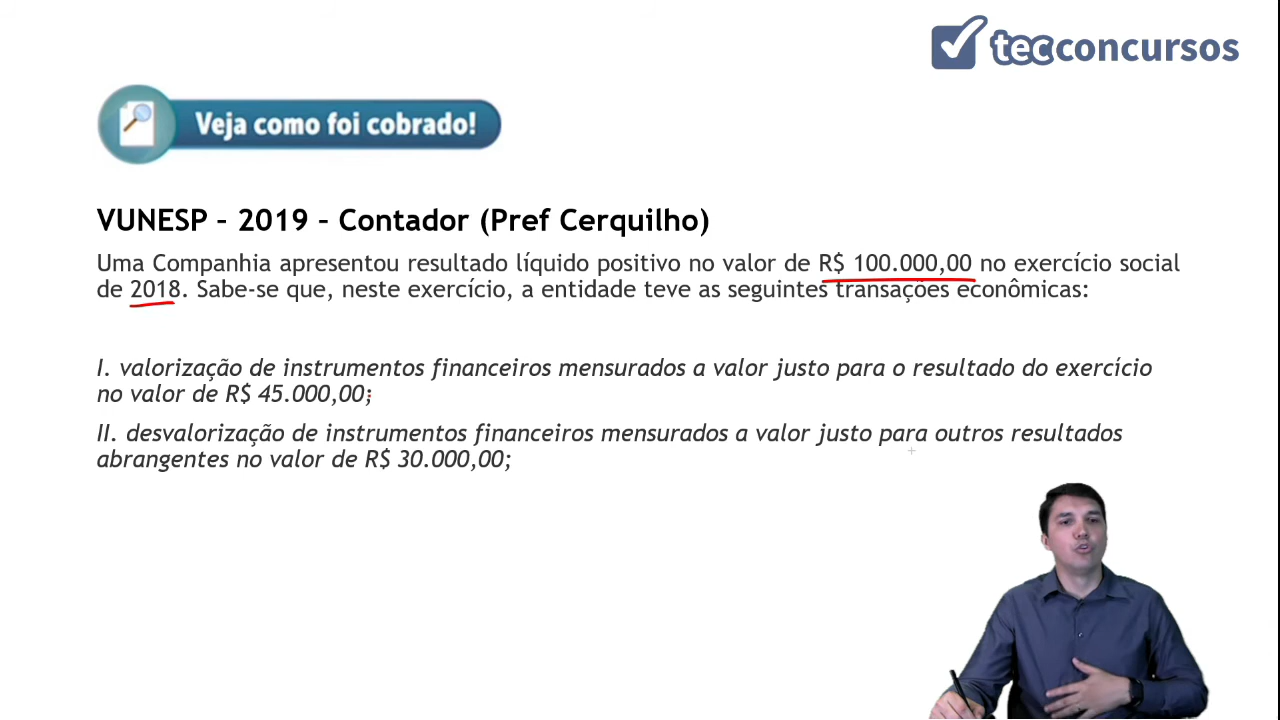 tecconcursos
Veja como foi cobrado!
VUNESP – 2019 – Contador (Pref Cerquilho)
Uma Companhia apresentou resultado líquido positivo no valor de R$ 100.000,00 no exercício social
de 2018. Sabe-se que, neste exercício, a entidade teve as seguintes transações econômicas:
I. valorização de instrumentos financeiros mensurados a valor justo para o resultado do exercício
no valor de R$ 45.000,00;
II. desvalorização de instrumentos financeiros mensurados a valor justo para outros resultados
abrangentes no valor de R$ 30.000,00;